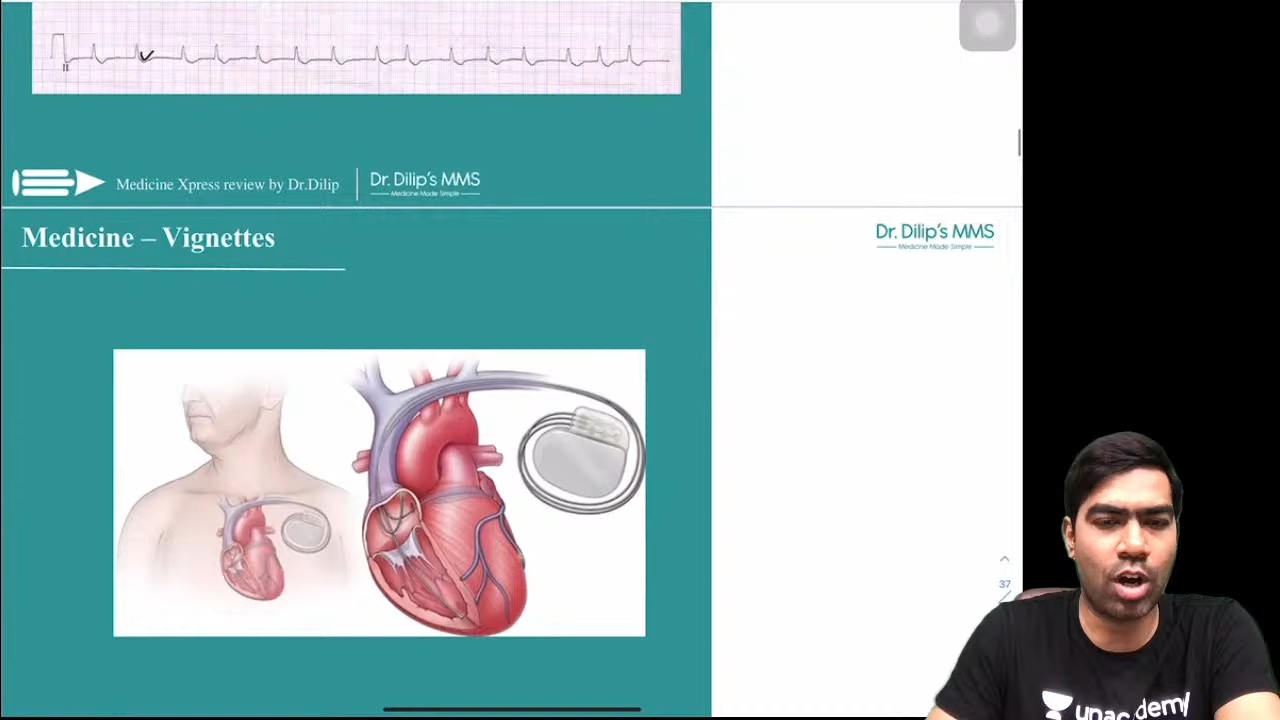 II
Medicine Xpress review by Dr.Dilip
Dr. Dilip's MMS
Medicine Made Simple
Medicine – Vignettes
Dr. Dilip's MMS
Medicine Made Simple
37
unacademy